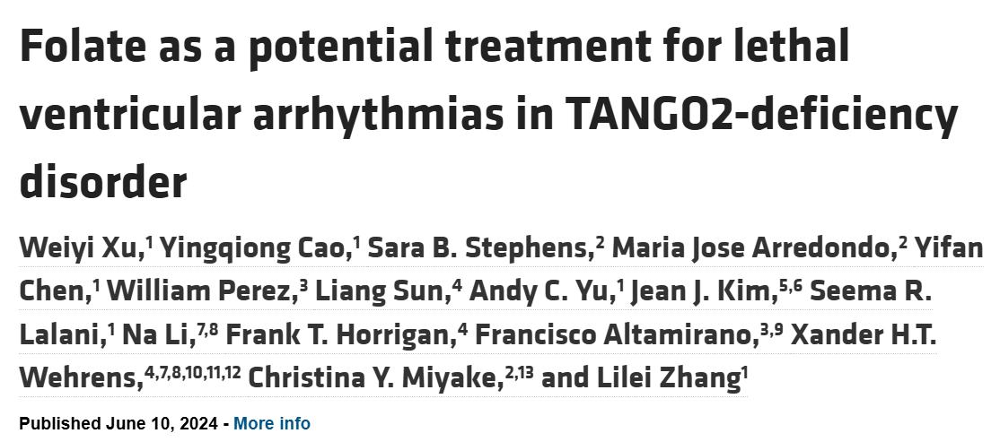 Folate as a potential treatment for lethal
ventricular arrhythmias in TANGO2-deficiency
disorder
Weiyi Xu,1 Yingqiong Cao,1 Sara B. Stephens,2 Maria Jose Arredondo,2 Yifan
Chen,1 William Perez,3 Liang Sun,4 Andy C. Yu,1 Jean J. Kim,5,6 Seema R.
Lalani,1 Na Li,7,8 Frank T. Horrigan,4 Francisco Altamirano,3,9 Xander H.T.
Wehrens,4,7,8,10,11,12 Christina Y. Miyake,2,13 and Lilei Zhang1
Published June 10, 2024 - More info